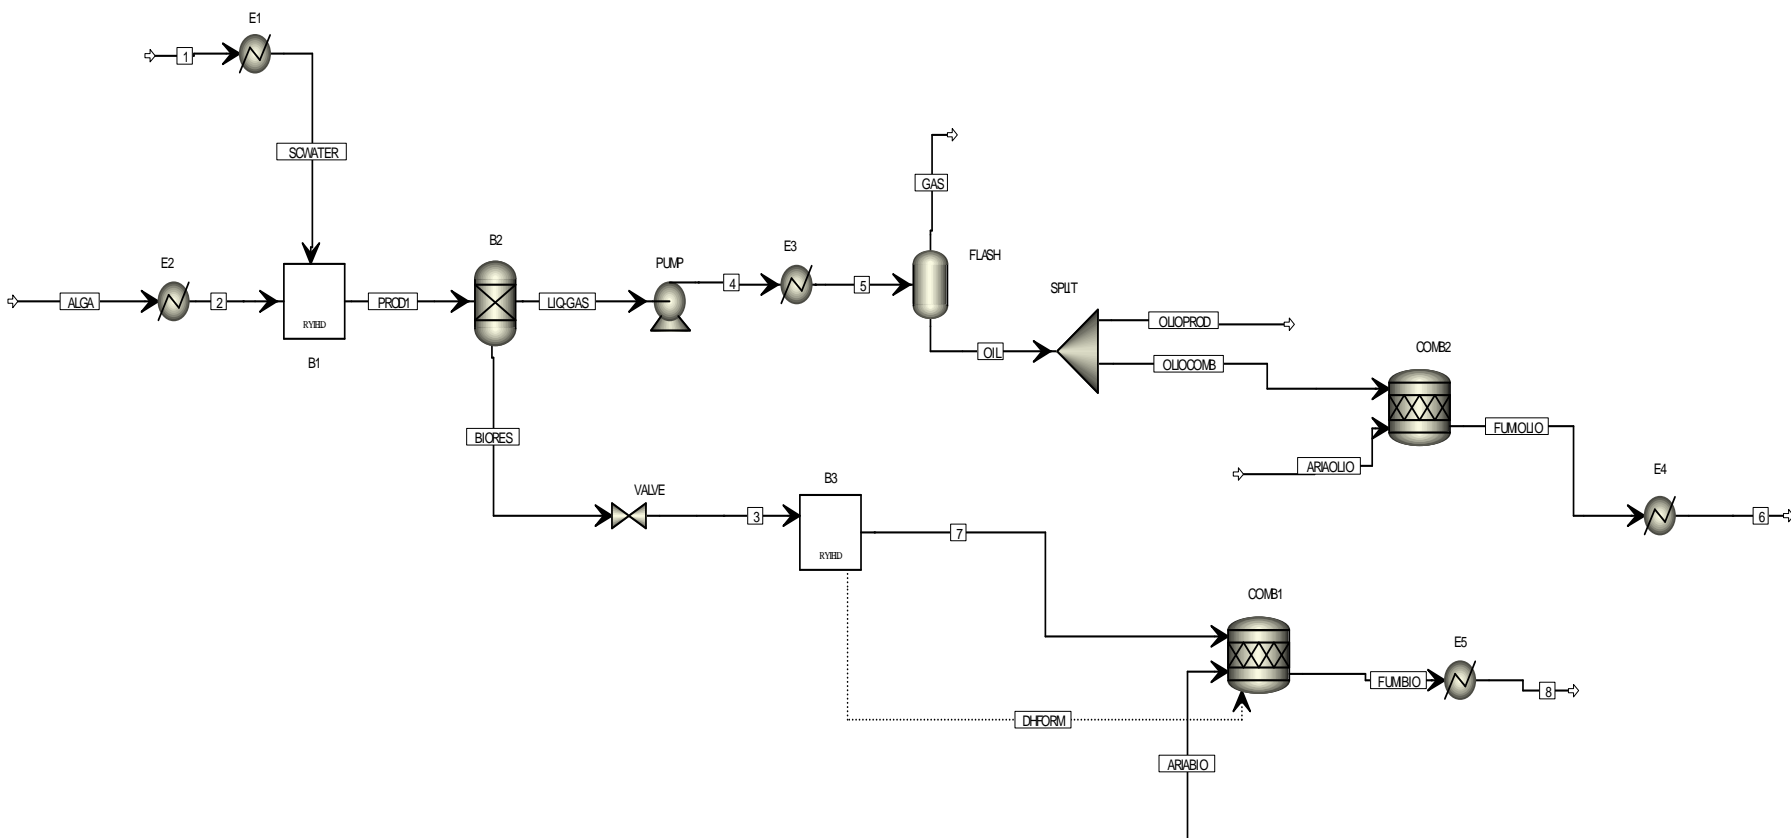 E1
1
SCWATER
E2
ALGA
2
RYIELD
B1
PROD1
B2
LIQ-GAS
PUMP
4
E3
5
GAS
FLASH
OIL
SPLIT
OLIOPROD
OLIOCOMB
COMB2
ARIAOLIO
FUMOLIO
E4
6
BIORES
VALVE
3
B3
RYIELD
7
COMB1
DHFORM
ARIABIO
FUMBIO
E5
8